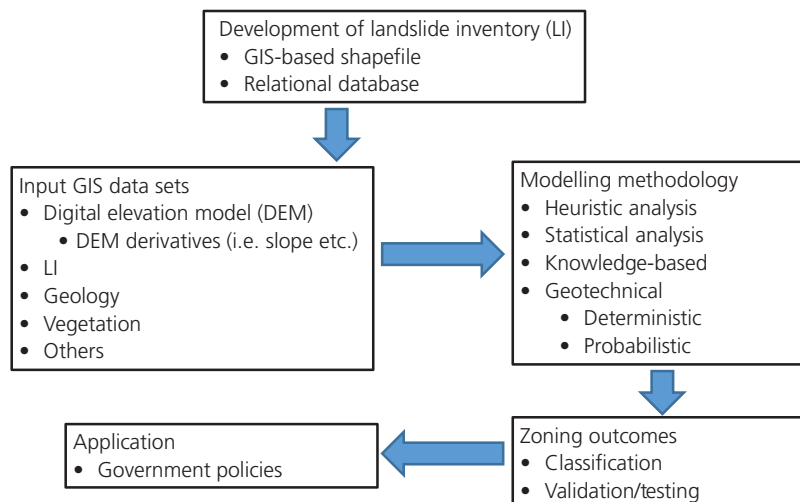 Development of landslide inventory (LI)
• GIS-based shapefile
• Relational database
Input GIS data sets
• Digital elevation model (DEM)
• DEM derivatives (i.e. slope etc.)
• LI
• Geology
• Vegetation
• Others
Modelling methodology
• Heuristic analysis
• Statistical analysis
• Knowledge-based
• Geotechnical
• Deterministic
• Probabilistic
Zoning outcomes
• Classification
• Validation/testing
Application
• Government policies